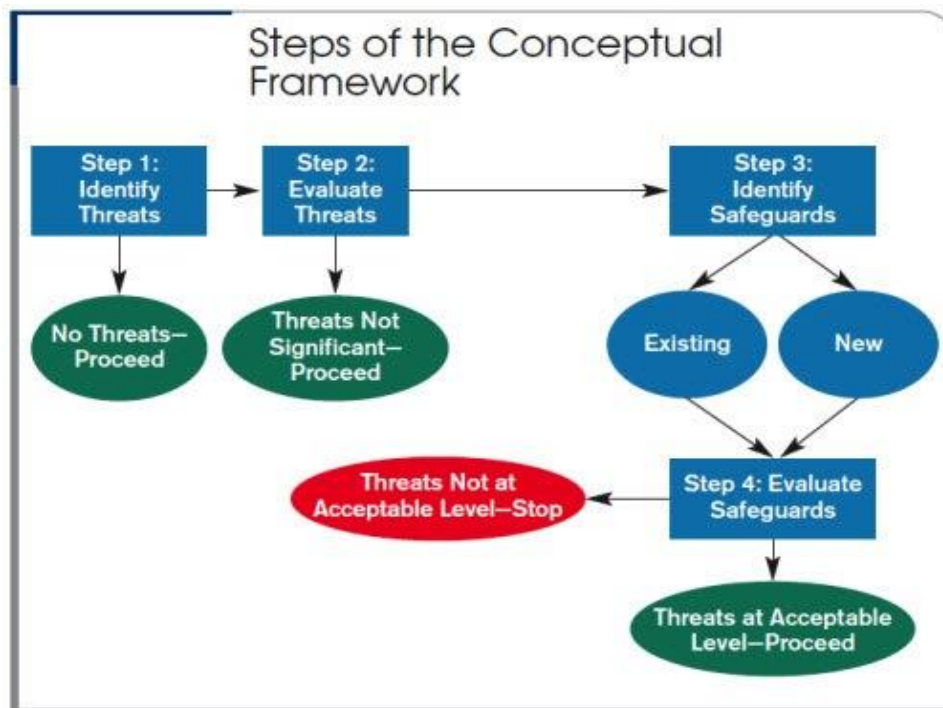 Steps of the Conceptual
Framework
Step 1:
Identify
Threats
Step 2:
Evaluate
Threats
Step 3:
Identify
Safeguards
No Threats—
Proceed
Threats Not
Significant—
Proceed
Existing
New
Threats Not at
Acceptable Level—Stop
Step 4: Evaluate
Safeguards
Threats at Acceptable
Level—Proceed